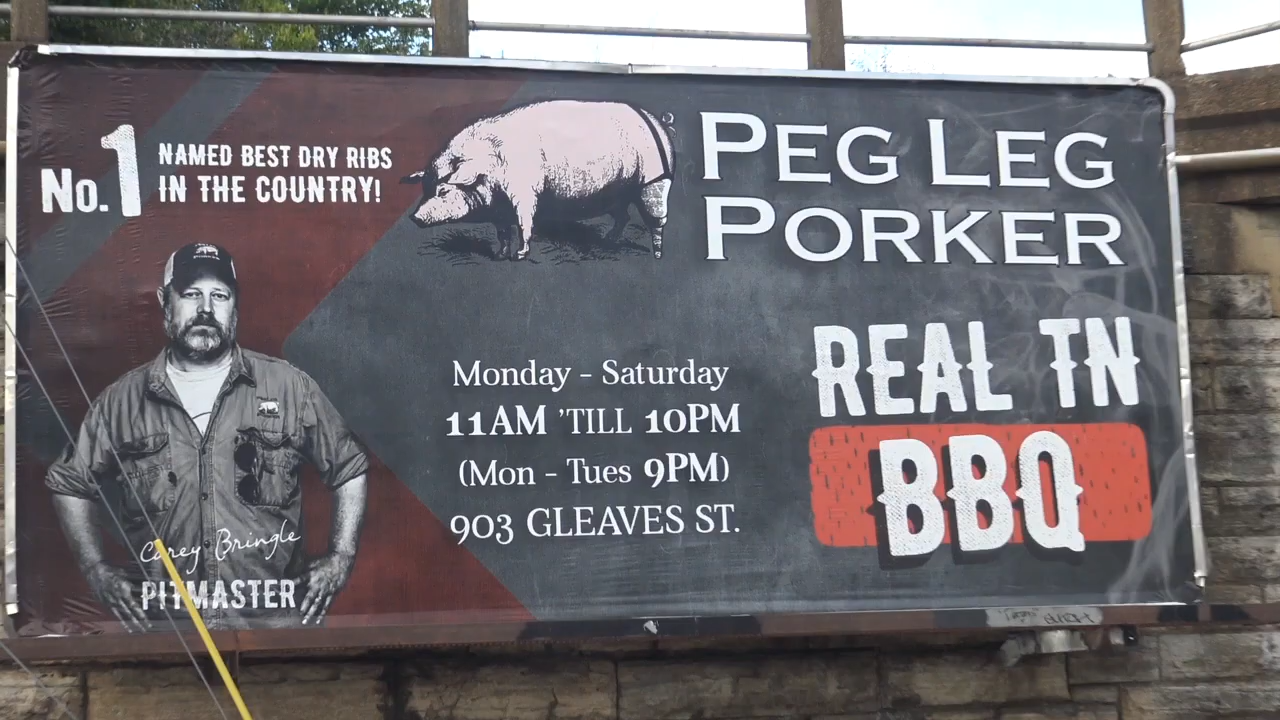 No.1 NAMED BEST DRY RIBS
IN THE COUNTRY!
PEG LEG
PORKER
REAL TN
BBQ
Monday - Saturday
11AM 'TILL 10PM
(Mon - Tues 9PM)
903 GLEAVES ST.
Carey Bringle
PITMASTER